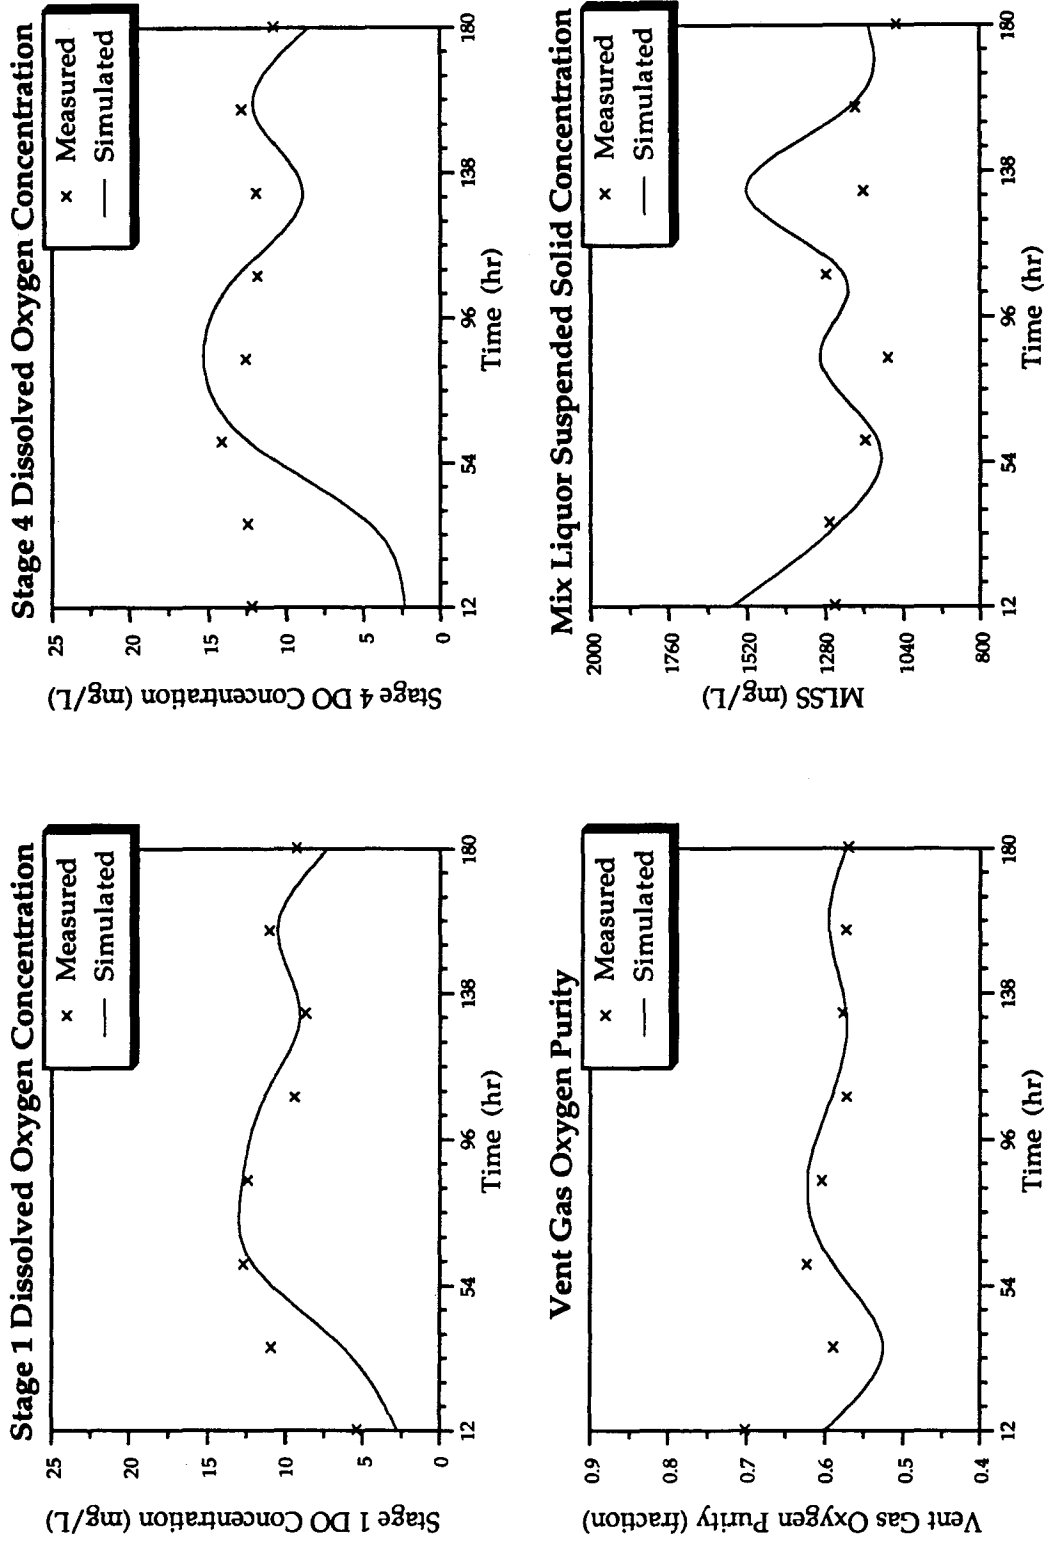 Stage 1 Dissolved Oxygen Concentration
× Measured
— Simulated
Stage 1 DO Concentration (mg/L)
25
20
15
10
5
0
12
54
96
138
180
Time (hr)
Stage 4 Dissolved Oxygen Concentration
× Measured
— Simulated
Stage 4 DO Concentration (mg/L)
25
20
15
10
5
0
12
54
96
138
180
Time (hr)
Vent Gas Oxygen Purity
× Measured
— Simulated
Vent Gas Oxygen Purity (fraction)
0.9
0.8
0.7
0.6
0.5
0.4
12
54
96
138
180
Time (hr)
Mix Liquor Suspended Solid Concentration
× Measured
— Simulated
MLSS (mg/L)
2000
1760
1520
1280
1040
800
12
54
96
138
180
Time (hr)